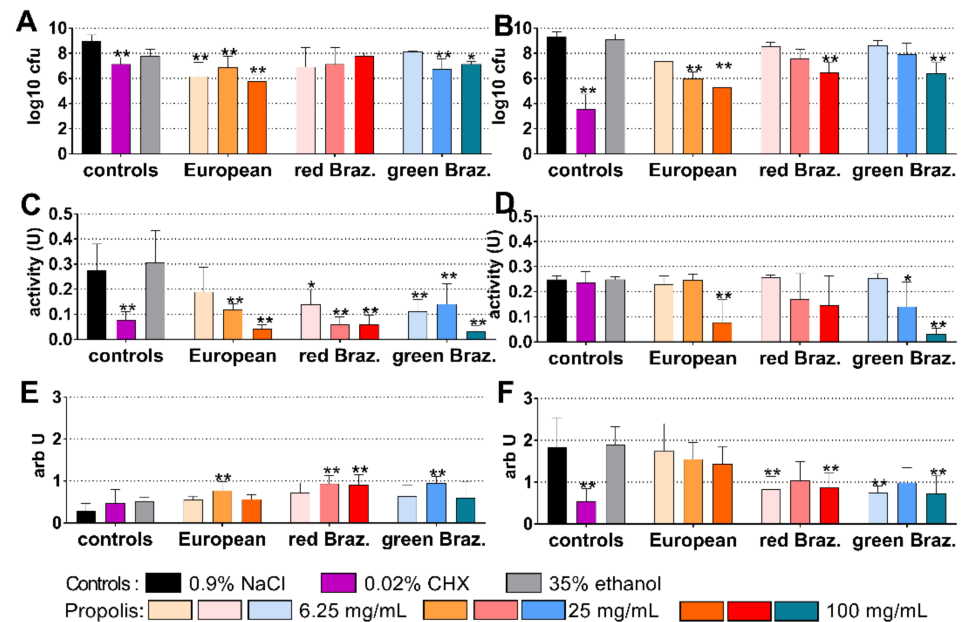 A
log10 cfu
10
8
6
4
2
0
** ** ** ** ** *
controls European red Braz. green Braz.
B
log10 cfu
10
8
6
4
2
0
** ** ** ** **
controls European red Braz. green Braz.
C
activity (U)
0.5
0.4
0.3
0.2
0.1
0.0
** ** ** * ** ** ** ** **
controls European red Braz. green Braz.
D
activity (U)
0.5
0.4
0.3
0.2
0.1
0.0
** * **
controls European red Braz. green Braz.
E
arb U
3
2
1
0
** ** ** **
controls European red Braz. green Braz.
F
arb U
3
2
1
0
** ** ** ** **
controls European red Braz. green Braz.
Controls : 0.9% NaCl 0.02% CHX 35% ethanol
Propolis: 6.25 mg/mL 25 mg/mL 100 mg/mL